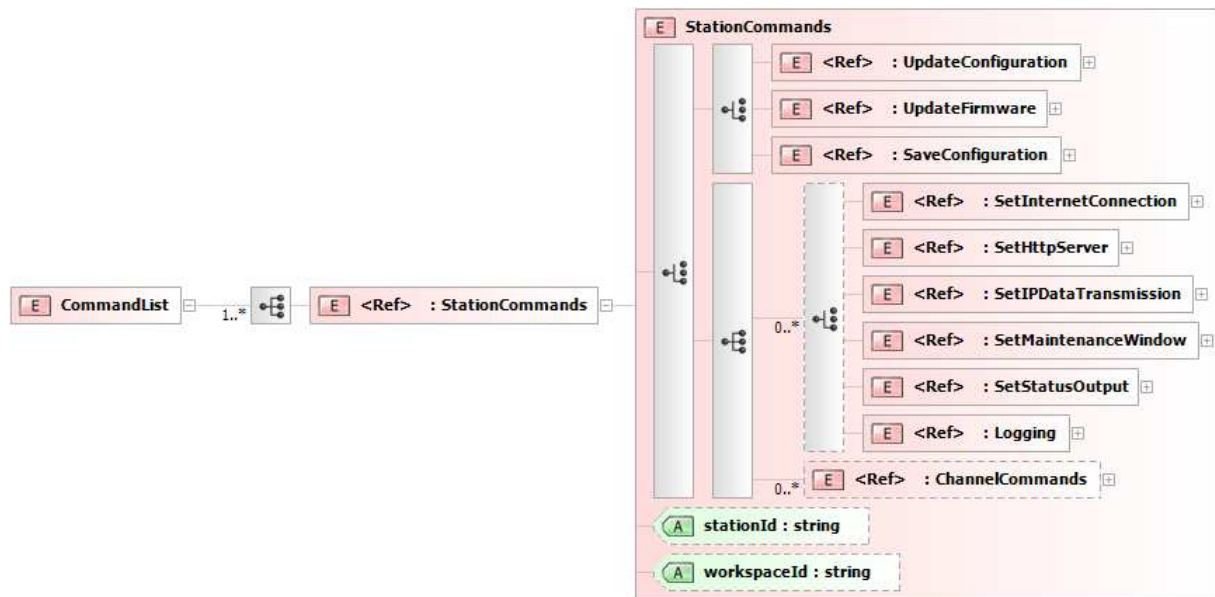 E StationCommands
E <Ref> : UpdateConfiguration
E <Ref> : UpdateFirmware
E <Ref> : SaveConfiguration
E <Ref> : SetInternetConnection
E <Ref> : SetHttpServer
E CommandList 1..* E <Ref> : StationCommands
E <Ref> : SetIPDataTransmission
0..*
E <Ref> : SetMaintenanceWindow
E <Ref> : SetStatusOutput
E <Ref> : Logging
0..* E <Ref> : ChannelCommands
A stationId : string
A workspaceId : string